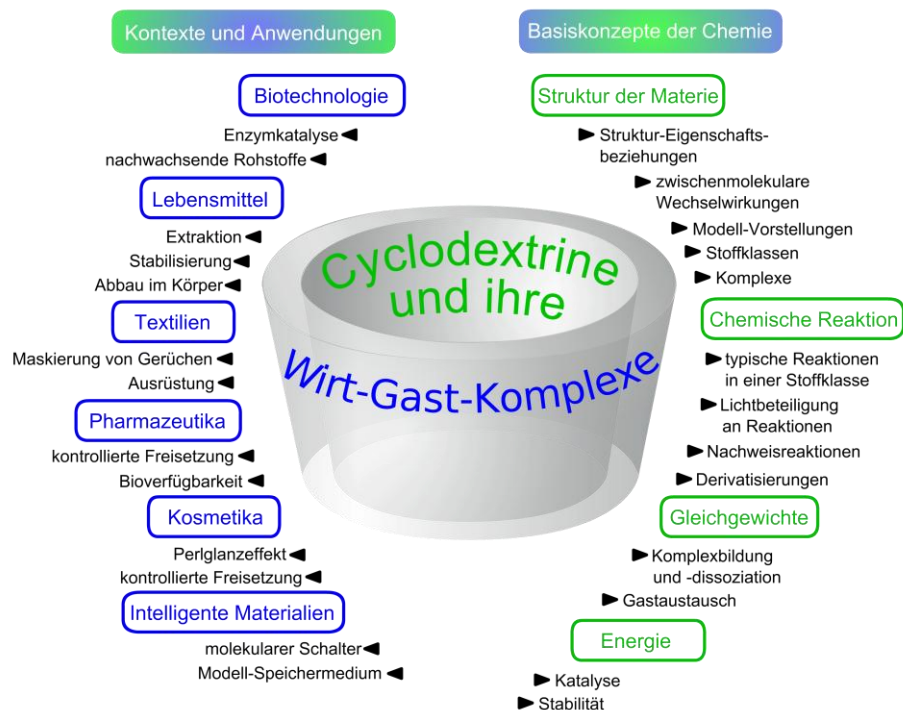 Kontexte und Anwendungen
Biotechnologie
Enzymkatalyse
nachwachsende Rohstoffe
Lebensmittel
Extraktion
Stabilisierung
Abbau im Körper
Textilien
Maskierung von Gerüchen
Ausrüstung
Pharmazeutika
kontrollierte Freisetzung
Bioverfügbarkeit
Kosmetika
Perlglanzeffekt
kontrollierte Freisetzung
Intelligente Materialien
molekularer Schalter
Modell-Speichermedium
Cyclodextrine
und ihre
Wirt-Gast-Komplexe
Basiskonzepte der Chemie
Struktur der Materie
Struktur-Eigenschafts-
beziehungen
zwischenmolekulare
Wechselwirkungen
Modell-Vorstellungen
Stoffklassen
Komplexe
Chemische Reaktion
typische Reaktionen
in einer Stoffklasse
Lichtbeteiligung
an Reaktionen
Nachweisreaktionen
Derivatisierungen
Gleichgewichte
Komplexbildung
und -dissoziation
Gastaustausch
Energie
Katalyse
Stabilität